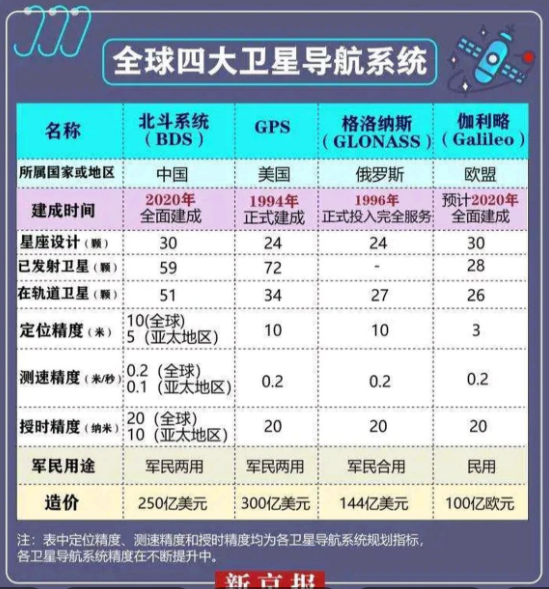 全球四大卫星导航系统
名称 北斗系统（BDS） GPS 格洛纳斯（GLONASS） 伽利略（Galileo）
所属国家或地区 中国 美国 俄罗斯 欧盟
建成时间 2020年全面建成 1994年正式建成 1996年正式投入完全服务 预计2020年全面建成
星座设计（颗） 30 24 24 30
已发射卫星（颗） 59 72 - 28
在轨道卫星（颗） 51 34 27 26
定位精度（米） 10(全球) 5（亚太地区） 10 10 3
测速精度（米/秒） 0.2（全球） 0.1（亚太地区） 0.2 0.2 0.2
授时精度（纳米） 20（全球） 10（亚太地区） 20 20 20
军民用途 军民两用 军民两用 军民合用 民用
造价 250亿美元 300亿美元 144亿美元 100亿欧元
注：表中定位精度、测速精度和授时精度均为各卫星导航系统规划指标，
各卫星导航系统精度在不断提升中。
新京报